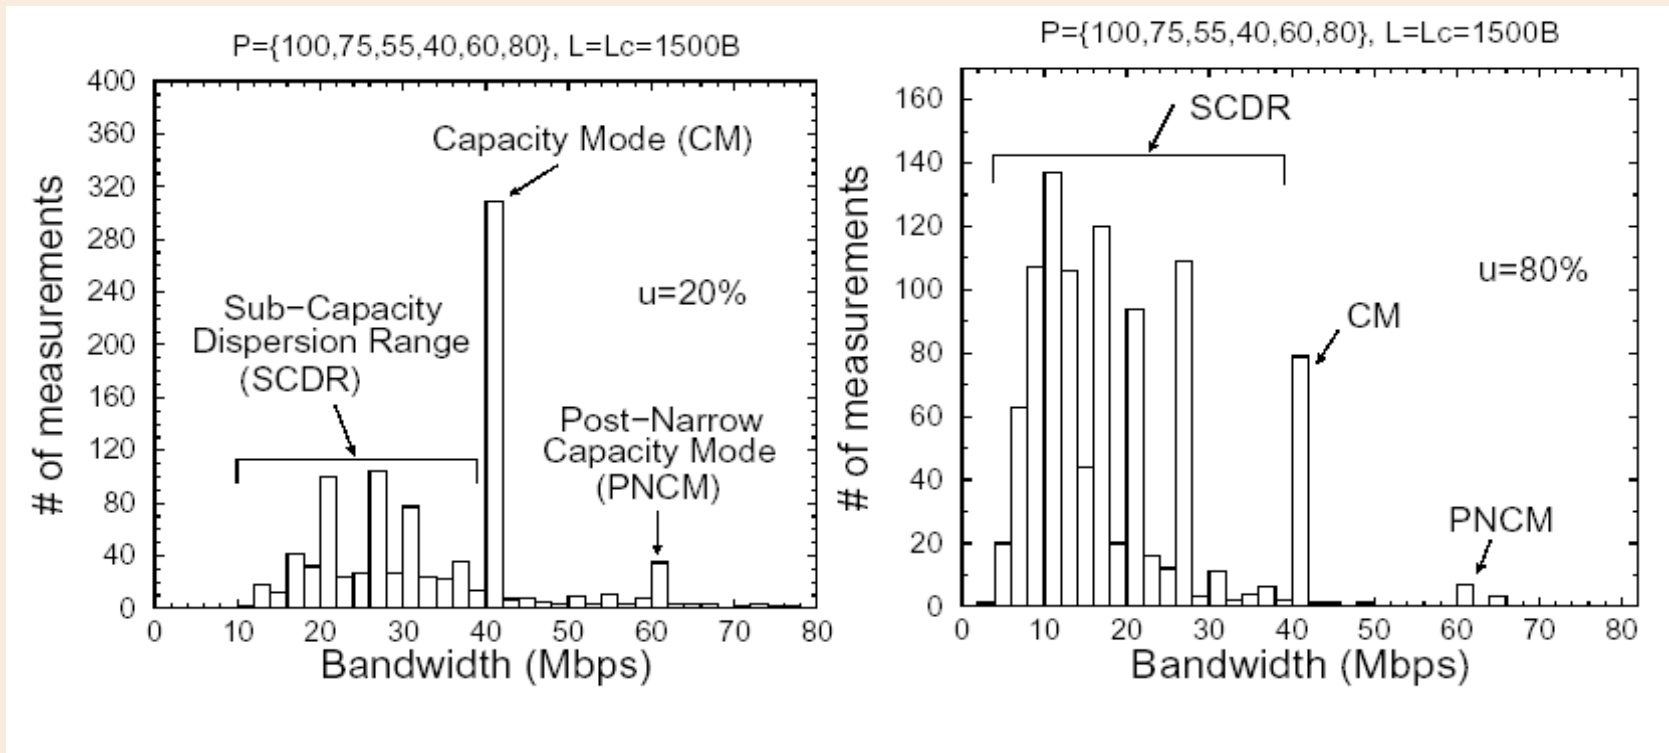 P={100,75,55,40,60,80}, L=Lc=1500B
400
360
320
280
240
200
160
120
80
40
0
# of measurements
Capacity Mode (CM)
u=20%
Sub−Capacity
Dispersion Range
(SCDR)
Post−Narrow
Capacity Mode
(PNCM)
0 10 20 30 40 50 60 70 80
Bandwidth (Mbps)
P={100,75,55,40,60,80}, L=Lc=1500B
160
140
120
100
80
60
40
20
0
# of measurements
SCDR
u=80%
CM
PNCM
0 10 20 30 40 50 60 70 80
Bandwidth (Mbps)